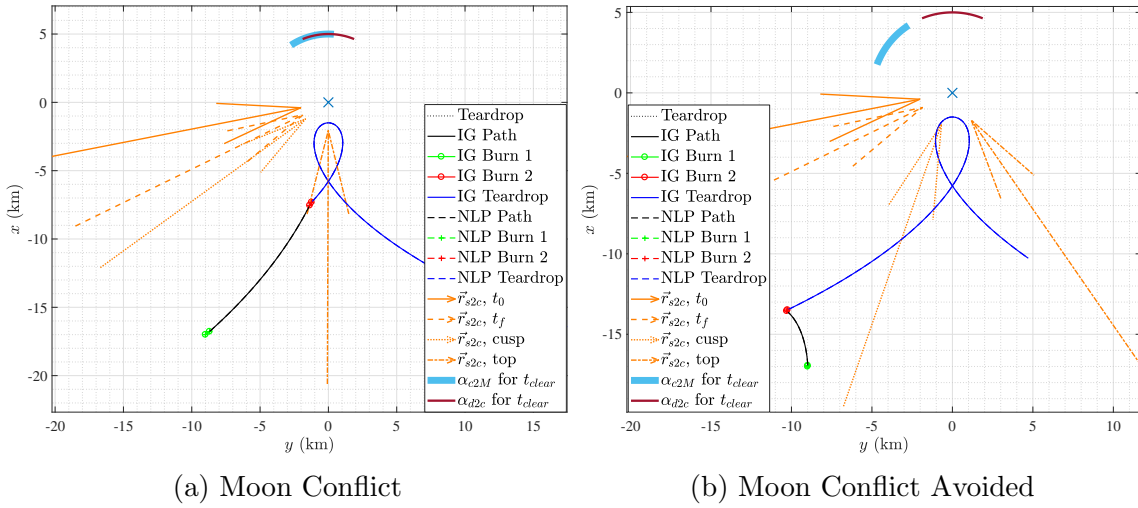 5
0
-5
-10
-15
-20
x (km)
-20 -15 -10 -5 0 5 10 15
y (km)
Teardrop
IG Path
IG Burn 1
IG Burn 2
IG Teardrop
NLP Path
NLP Burn 1
NLP Burn 2
NLP Teardrop
r⃗s2c, t0
r⃗s2c, tf
r⃗s2c, cusp
r⃗s2c, top
αc2M for tclear
αd2c for tclear
(a) Moon Conflict
5
0
-5
-10
-15
x (km)
-10 -5 0 5 10
y (km)
Teardrop
IG Path
IG Burn 1
IG Burn 2
IG Teardrop
NLP Path
NLP Burn 1
NLP Burn 2
NLP Teardrop
r⃗s2c, t0
r⃗s2c, tf
r⃗s2c, cusp
r⃗s2c, top
αc2M for tclear
αd2c for tclear
(b) Moon Conflict Avoided